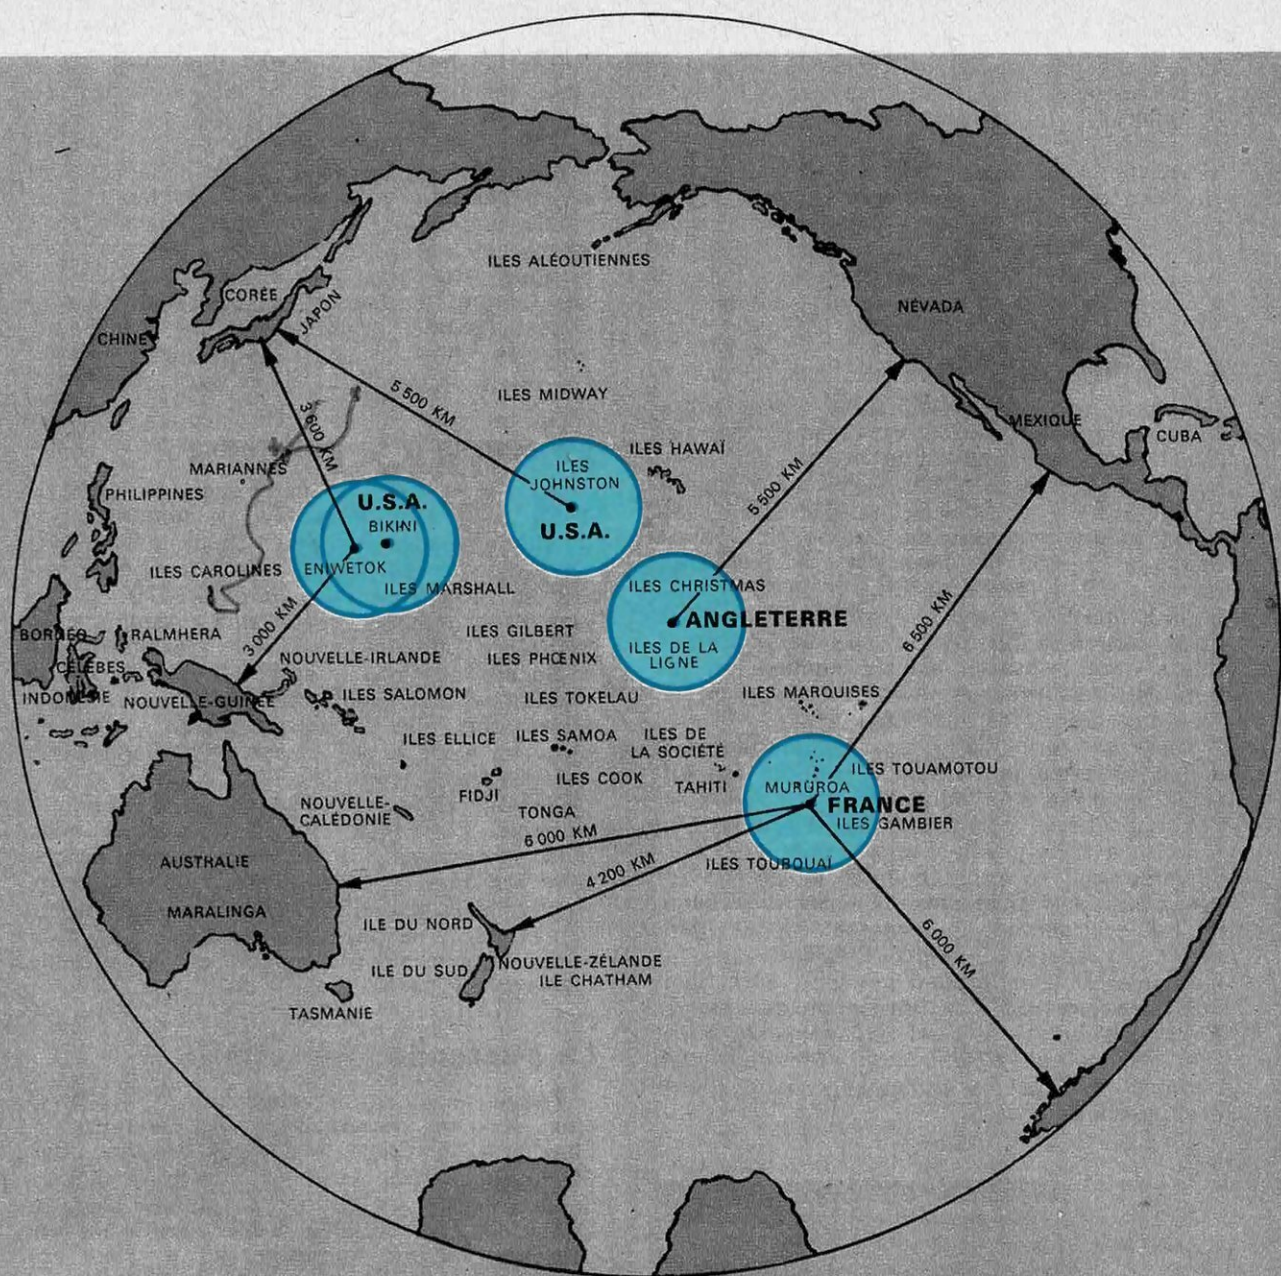 ILES ALÉOUTIENNES
CORÉE
JAPON
NÉVADA
CHINE
5 500 KM
ILES MIDWAY
3 600 KM
MEXIQUE
CUBA
ILES HAWAÏ
MARIANNES
ILES
JOHNSTON
U.S.A.
PHILIPPINES
U.S.A.
BIKINI
5 500 KM
ILES CAROLINES
ENIWETOK
ILES MARSHALL
ILES CHRISTMAS
ANGLETERRE
ILES DE LA
LIGNE
BORNÉO
RALMHERA
3 000 KM
ILES GILBERT
6 500 KM
CÉLÈBES
NOUVELLE-IRLANDE
ILES PHŒNIX
INDONÉSIE
NOUVELLE-GUINÉE
ILES SALOMON
ILES TOKELAU
ILES MARQUISES
ILES ELLICE
ILES SAMOA
ILES DE
LA SOCIÉTÉ
ILES TOUAMOTOU
ILES COOK
TAHITI
MURUROA
FIDJI
NOUVELLE-
CALÉDONIE
TONGA
FRANCE
ILES GAMBIER
6 000 KM
AUSTRALIE
4 200 KM
ILES TOUBOUAÏ
MARALINGA
ILE DU NORD
6 000 KM
ILE DU SUD
NOUVELLE-ZÉLANDE
ILE CHATHAM
TASMANIE